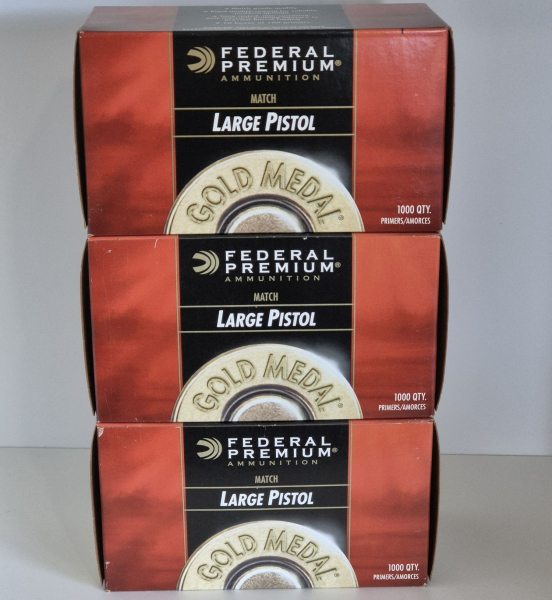 FEDERAL
PREMIUM®
AMMUNITION
MATCH
LARGE PISTOL
GOLD MEDAL®
1000 QTY.
PRIMERS/AMORCES
FEDERAL
PREMIUM®
AMMUNITION
MATCH
LARGE PISTOL
GOLD MEDAL®
1000 QTY.
PRIMERS/AMORCES
FEDERAL
PREMIUM®
AMMUNITION
MATCH
LARGE PISTOL
GOLD MEDAL®
1000 QTY.
PRIMERS/AMORCES